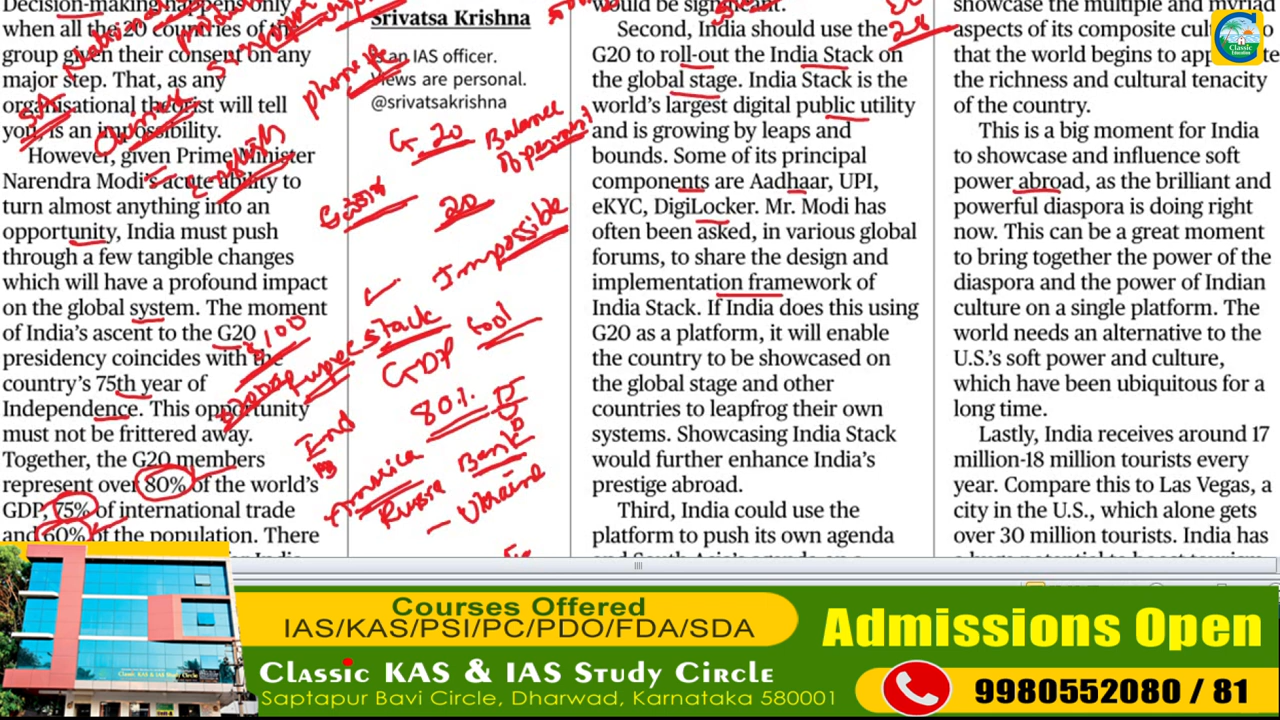 Decision-making happens only
when all the 20 countries of the
group given their consent on any
major step. That, as any
organisational theorist will tell
you, is an impossibility.
However, given Prime Minister
Narendra Modi's acute ability to
turn almost anything into an
opportunity, India must push
through a few tangible changes
which will have a profound impact
on the global system. The moment
of India's ascent to the G20
presidency coincides with the
country's 75th year of
Independence. This opportunity
must not be frittered away.
Together, the G20 members
represent over 80% of the world's
GDP, 75% of international trade
and 60% of the population. There
Srivatsa Krishna
is an IAS officer.
Views are personal.
@srivatsakrishna
G 20
Balance
of payment
20
Impossible
stack
GDP
tool
80%
Bank
America
Russia
- Ukraine
English
would be significant.
Second, India should use the
G20 to roll-out the India Stack on
the global stage. India Stack is the
world's largest digital public utility
and is growing by leaps and
bounds. Some of its principal
components are Aadhaar, UPI,
eKYC, DigiLocker. Mr. Modi has
often been asked, in various global
forums, to share the design and
implementation framework of
India Stack. If India does this using
G20 as a platform, it will enable
the country to be showcased on
the global stage and other
countries to leapfrog their own
systems. Showcasing India Stack
would further enhance India's
prestige abroad.
Third, India could use the
platform to push its own agenda
showcase the multiple and myriad
aspects of its composite
that the world begins to
the richness and cultural tenacity
of the country.
This is a big moment for India
to showcase and influence soft
power abroad, as the brilliant and
powerful diaspora is doing right
now. This can be a great moment
to bring together the power of the
diaspora and the power of Indian
culture on a single platform. The
world needs an alternative to the
U.S.'s soft power and culture,
which have been ubiquitous for a
long time.
Lastly, India receives around 17
million-18 million tourists every
year. Compare this to Las Vegas, a
city in the U.S., which alone gets
over 30 million tourists. India has
Classic
Education
Courses Offered
IAS/KAS/PSI/PC/PDO/FDA/SDA
Classic KAS & IAS Study Circle
Saptapur Bavi Circle, Dharwad, Karnataka 580001
Admissions Open
9980552080 / 81